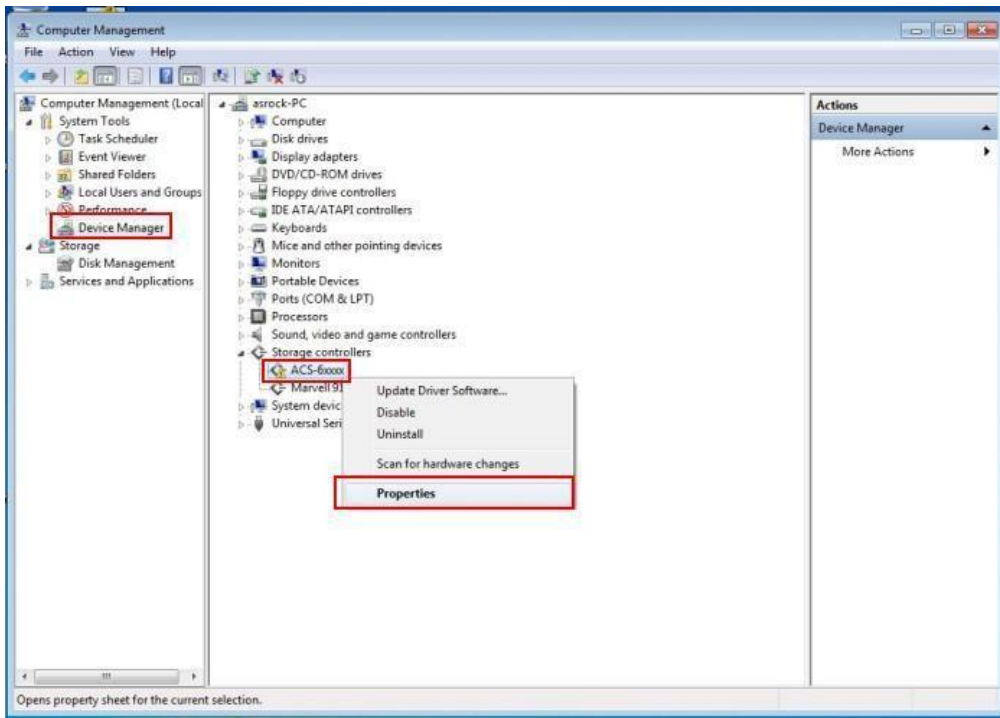 Computer Management
File Action View Help
Computer Management (Local
System Tools
Task Scheduler
Event Viewer
Shared Folders
Local Users and Groups
Performance
Device Manager
Storage
Disk Management
Services and Applications
asrock-PC
Computer
Disk drives
Display adapters
DVD/CD-ROM drives
Floppy drive controllers
IDE ATA/ATAPI controllers
Keyboards
Mice and other pointing devices
Monitors
Portable Devices
Ports (COM & LPT)
Processors
Sound, video and game controllers
Storage controllers
ACS-6xxxx
Marvell 91
System devic
Universal Seri
Update Driver Software...
Disable
Uninstall
Scan for hardware changes
Properties
Actions
Device Manager
More Actions
Opens property sheet for the current selection.